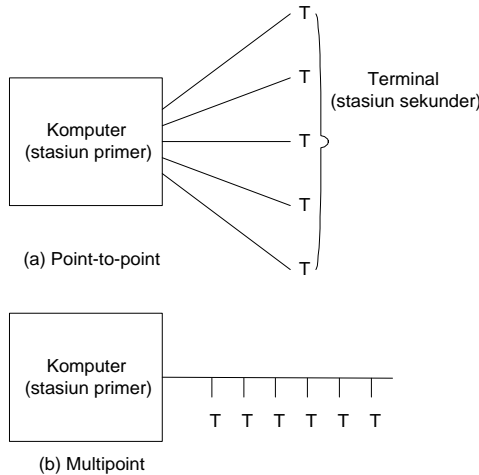 T
T
Terminal
(stasiun sekunder)
Komputer
(stasiun primer)
T
T
(a) Point-to-point
T
Komputer
(stasiun primer)
T T T T T T
(b) Multipoint